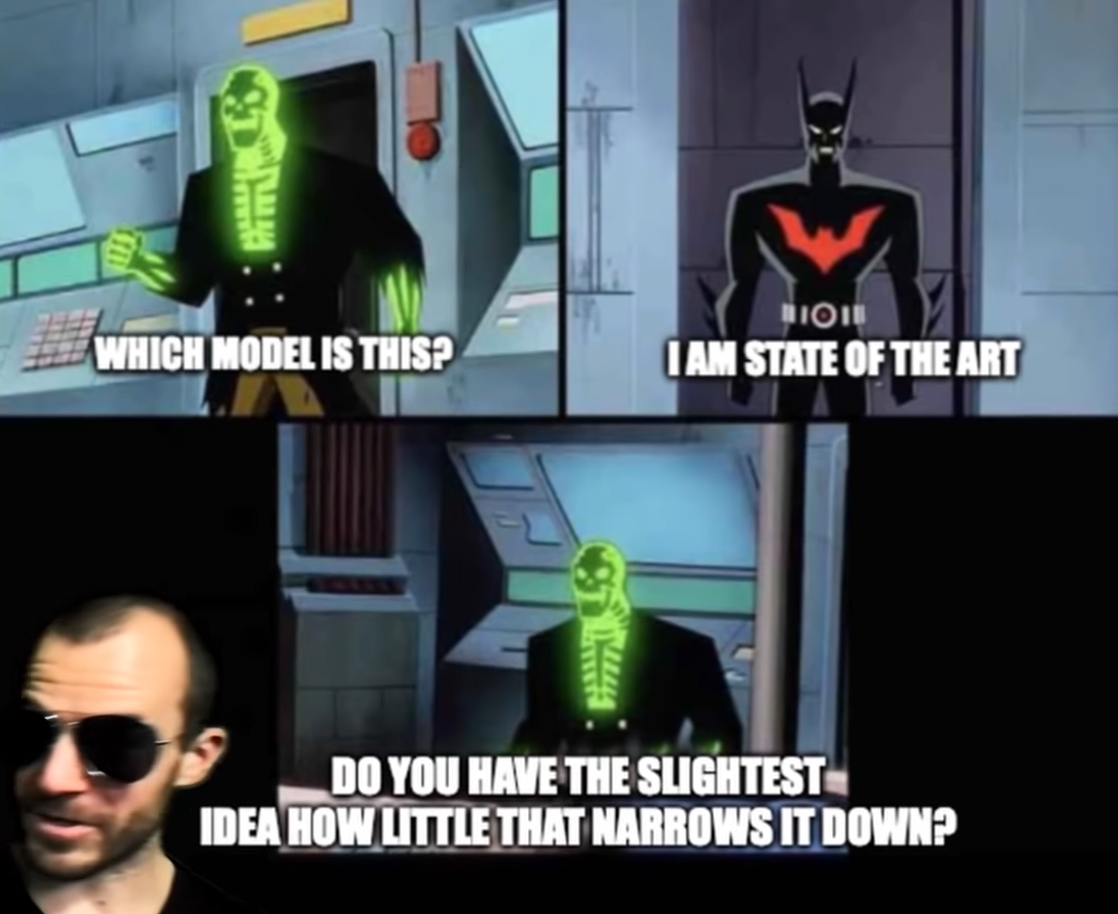 WHICH MODEL IS THIS?
I AM STATE OF THE ART
DO YOU HAVE THE SLIGHTEST
IDEA HOW LITTLE THAT NARROWS IT DOWN?